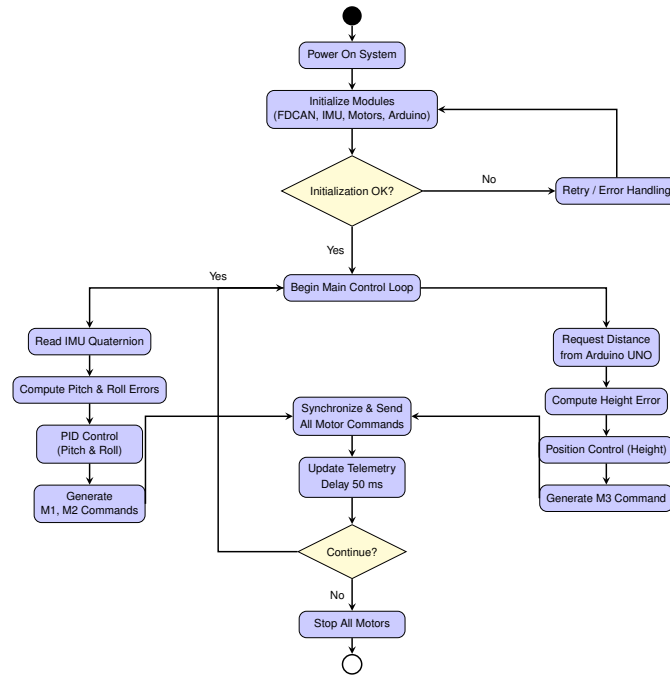 Power On System
Initialize Modules
(FDCAN, IMU, Motors, Arduino)
Initialization OK?
No
Retry / Error Handling
Yes
Yes
Begin Main Control Loop
Read IMU Quaternion
Compute Pitch & Roll Errors
PID Control
(Pitch & Roll)
Generate
M1, M2 Commands
Request Distance
from Arduino UNO
Compute Height Error
Position Control (Height)
Generate M3 Command
Synchronize & Send
All Motor Commands
Update Telemetry
Delay 50 ms
Continue?
No
Stop All Motors